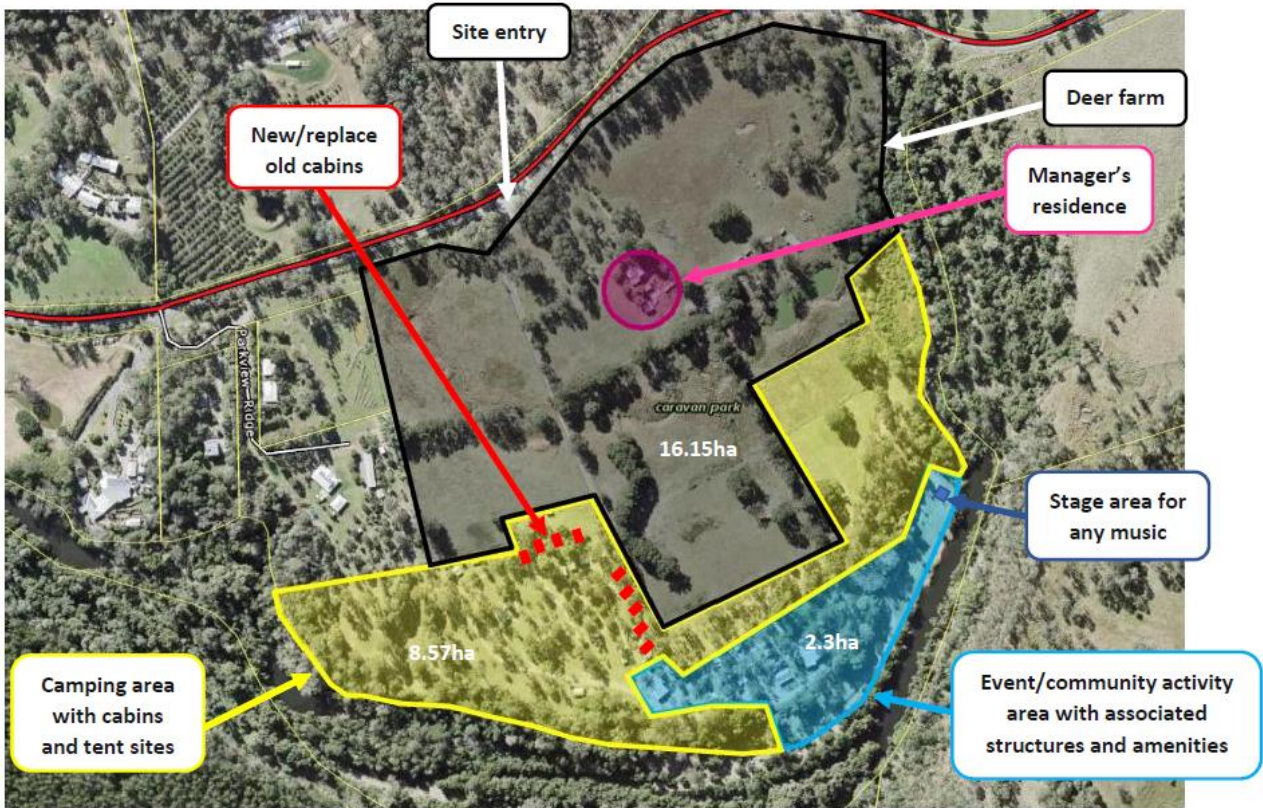 Site entry
Deer farm
New/replace
old cabins
Manager's
residence
Parkview Ridge
caravan park
16.15ha
Stage area for
any music
8.57ha
2.3ha
Camping area
with cabins
and tent sites
Event/community activity
area with associated
structures and amenities